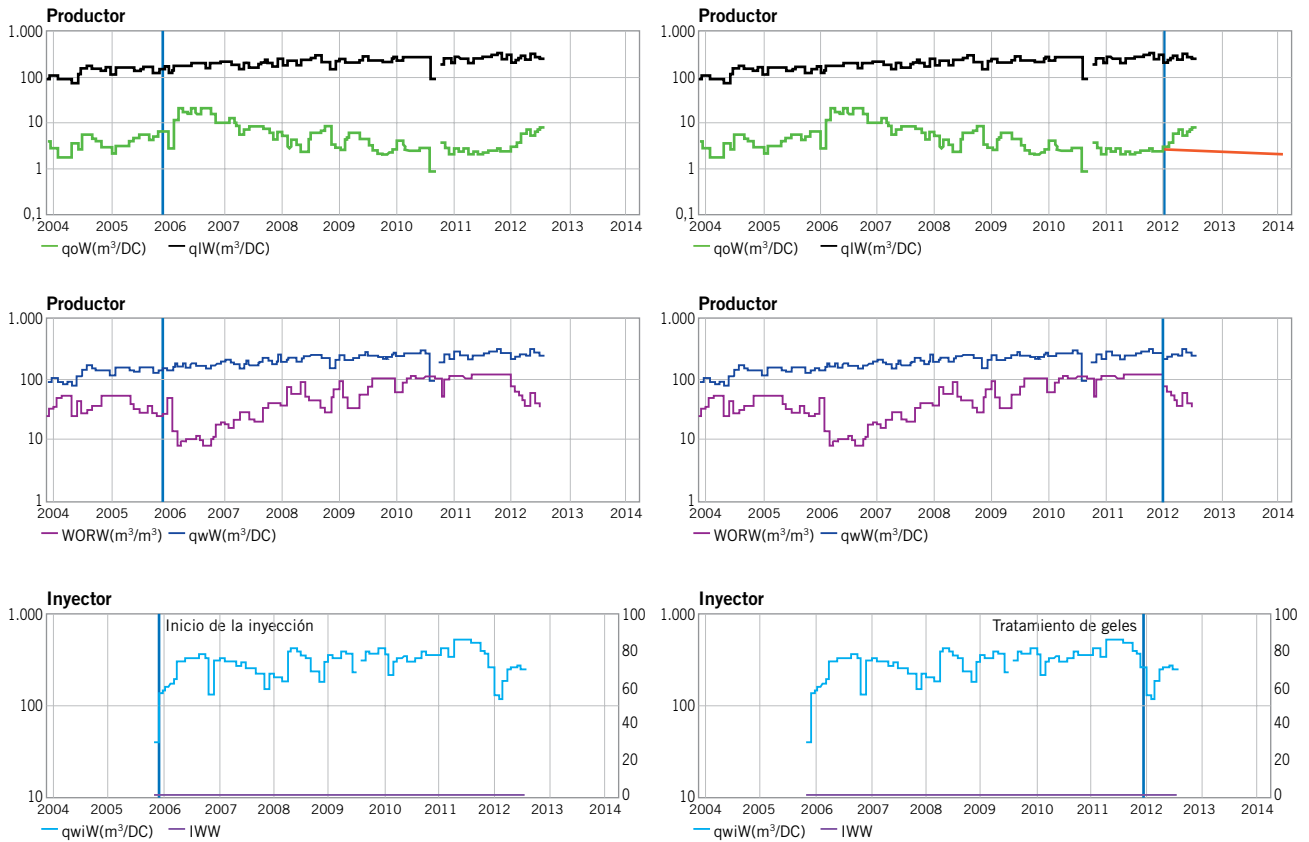 Productor
1.000
100
10
1
0,1
2004 2005 2006 2007 2008 2009 2010 2011 2012 2013 2014
qoW(m³/DC) qlW(m³/DC)
Productor
1.000
100
10
1
0,1
2004 2005 2006 2007 2008 2009 2010 2011 2012 2013 2014
qoW(m³/DC) qlW(m³/DC)
Productor
1.000
100
10
1
2004 2005 2006 2007 2008 2009 2010 2011 2012 2013 2014
WORW(m³/m³) qwW(m³/DC)
Productor
1.000
100
10
1
2004 2005 2006 2007 2008 2009 2010 2011 2012 2013 2014
WORW(m³/m³) qwW(m³/DC)
Inyector
1.000
100
10
Inicio de la inyección
100
80
60
40
20
0
2004 2005 2006 2007 2008 2009 2010 2011 2012 2013 2014
qwiW(m³/DC) IWW
Inyector
1.000
100
10
Tratamiento de geles
100
80
60
40
20
0
2004 2005 2006 2007 2008 2009 2010 2011 2012 2013 2014
qwiW(m³/DC) IWW